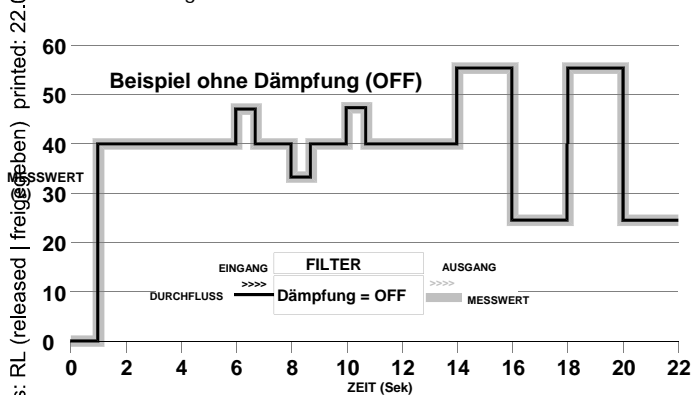 s: RL (released | freigegeben) printed: 22.0
60
Beispiel ohne Dämpfung (OFF)
50
40
MESSWERT
30
20
EINGANG FILTER AUSGANG
>>>> >>>>
DURCHFLUSS Dämpfung = OFF MESSWERT
10
0
0 2 4 6 8 10 12 14 16 18 20 22
ZEIT (Sek)